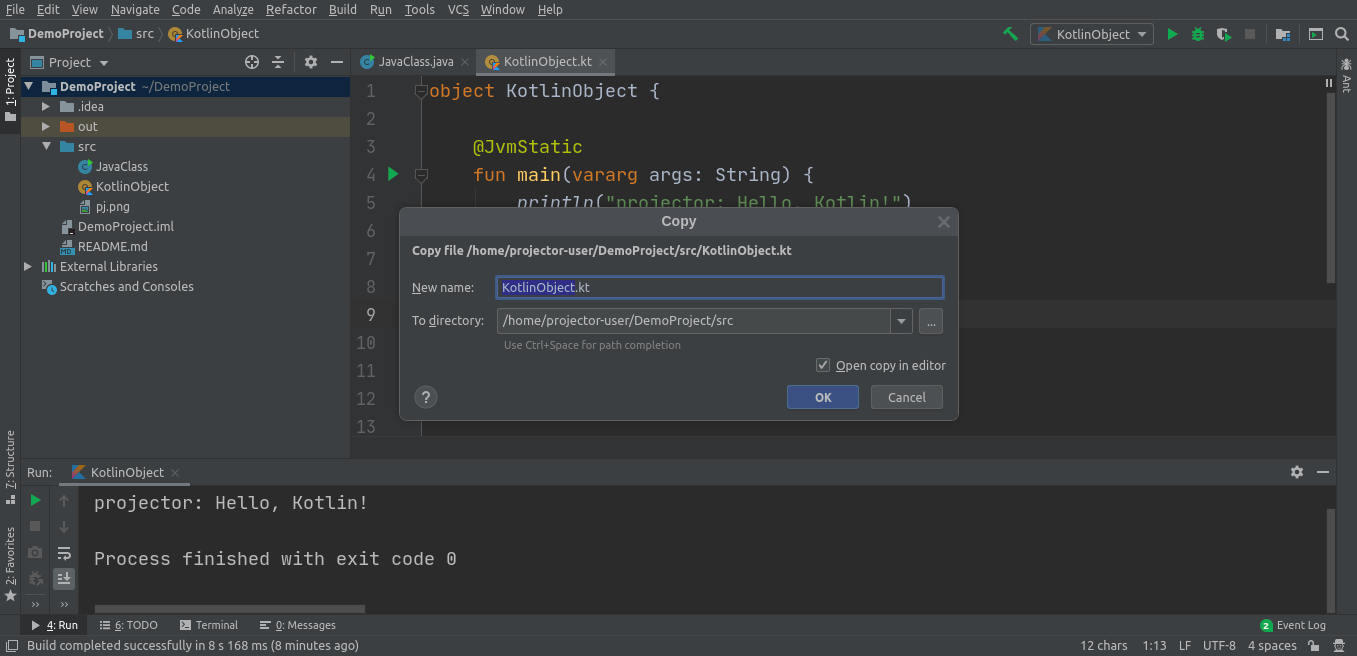 File Edit View Navigate Code Analyze Refactor Build Run Tools VCS Window Help
DemoProject src KotlinObject
KotlinObject
1: Project
Project
JavaClass.java
KotlinObject.kt
Ant
DemoProject ~/DemoProject
.idea
out
src
JavaClass
KotlinObject
pj.png
DemoProject.iml
README.md
External Libraries
Scratches and Consoles
1 object KotlinObject {
2
3 @JvmStatic
4 fun main(vararg args: String) {
5 println("projector: Hello, Kotlin!")
6
7
8
9
10
11
12
13
Copy
Copy file /home/projector-user/DemoProject/src/KotlinObject.kt
New name: KotlinObject.kt
To directory: /home/projector-user/DemoProject/src ...
Use Ctrl+Space for path completion
Open copy in editor
? OK Cancel
7: Structure
2: Favorites
Run: KotlinObject
projector: Hello, Kotlin!
Process finished with exit code 0
4: Run 6: TODO Terminal 0: Messages 2 Event Log
Build completed successfully in 8 s 168 ms (8 minutes ago) 12 chars 1:13 LF UTF-8 4 spaces